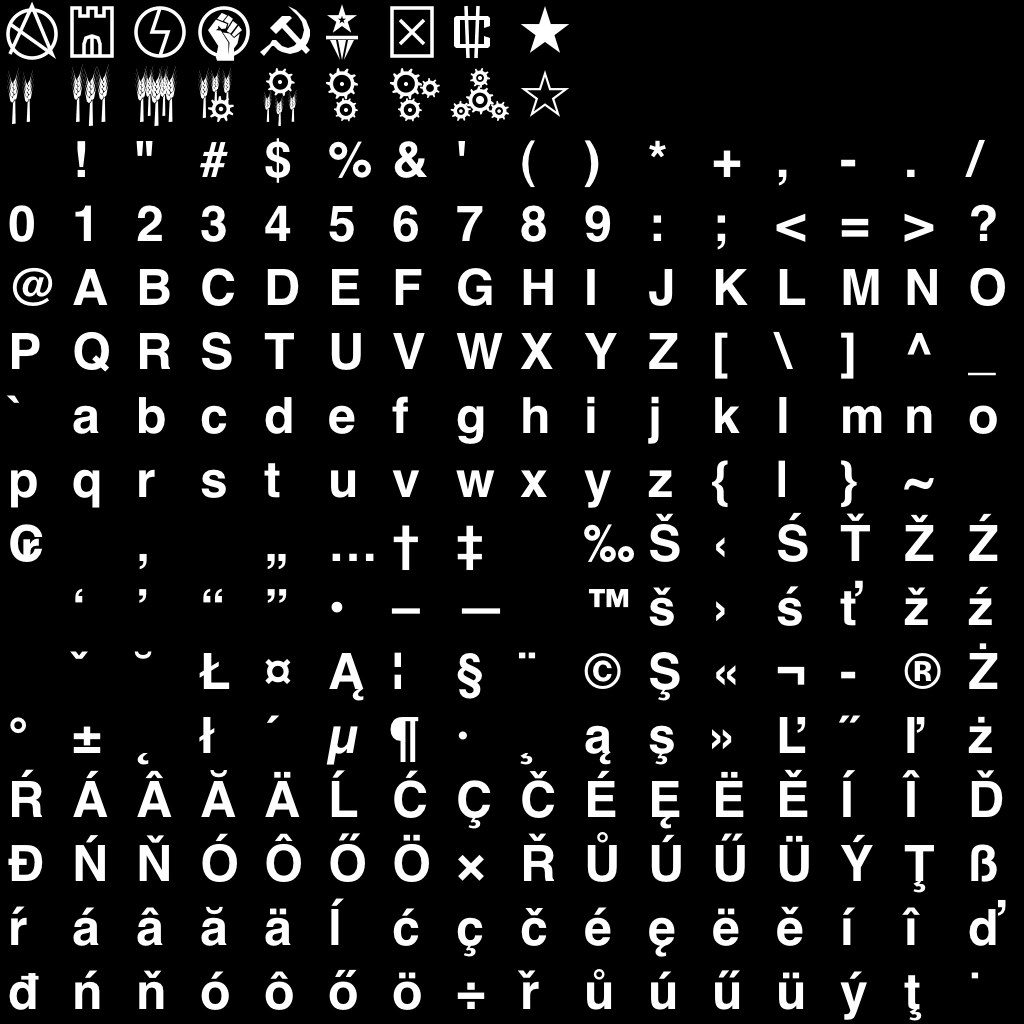 ! " # $ % & ' ( ) * + , - . /
0 1 2 3 4 5 6 7 8 9 : ; < = > ?
@ A B C D E F G H I J K L M N O
P Q R S T U V W X Y Z [ \ ] ^ _
` a b c d e f g h i j k l m n o
p q r s t u v w x y z { | } ~
‚ „ … † ‡ ‰ Š ‹ Ś Ť Ž Ź
‘ ’ “ ” • – — ™ š › ś ť ž ź
ˇ ˘ Ł ¤ Ą ¦ § ¨ © Ş « ¬ - ® Ż
° ± ˛ ł ´ µ ¶ · ¸ ą ş » Ľ ˝ ľ ż
Ŕ Á Â Ă Ä Ĺ Ć Ç Č É Ę Ë Ě Í Î Ď
Đ Ń Ň Ó Ô Ő Ö × Ř Ů Ú Ű Ü Ý Ţ ß
ŕ á â ă ä ĺ ć ç č é ę ë ě í î ď
đ ń ň ó ô ő ö ÷ ř ů ú ű ü ý ţ ˙